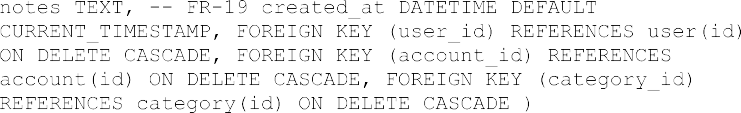 notes TEXT, -- FR-19 created_at DATETIME DEFAULT
CURRENT_TIMESTAMP, FOREIGN KEY (user_id) REFERENCES user(id)
ON DELETE CASCADE, FOREIGN KEY (account_id) REFERENCES
account(id) ON DELETE CASCADE, FOREIGN KEY (category_id)
REFERENCES category(id) ON DELETE CASCADE )